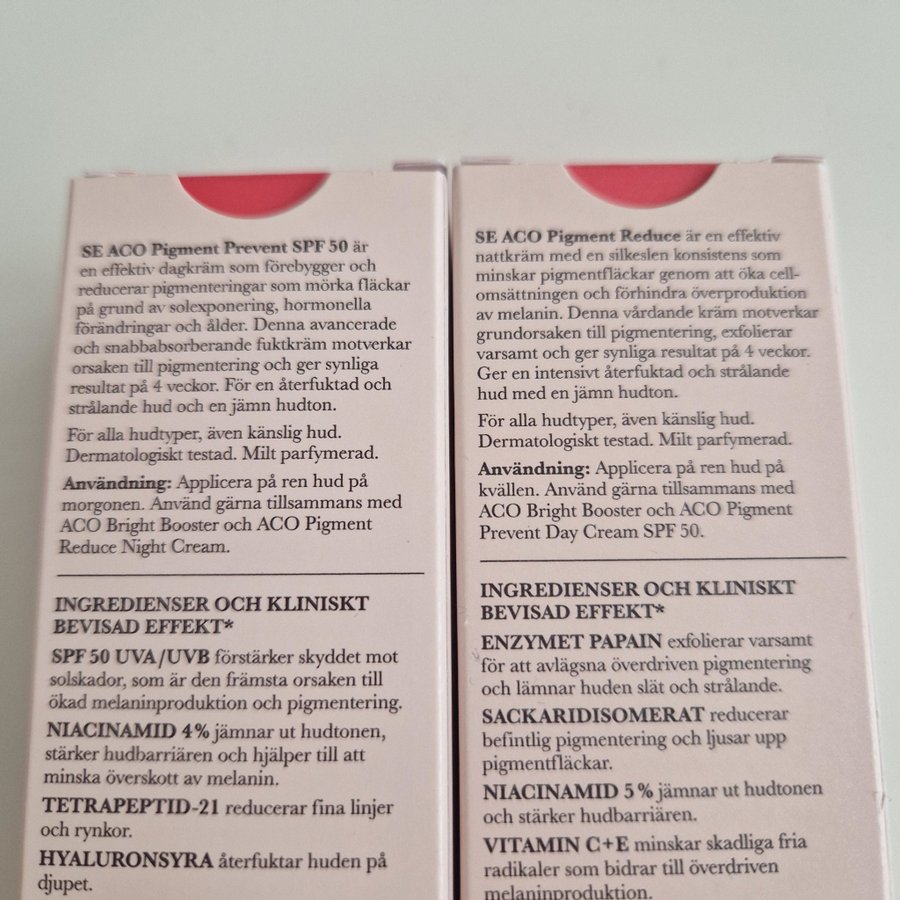 SE ACO Pigment Prevent SPF 50 är
en effektiv dagkräm som förebygger och
reducerar pigmenteringar som mörka fläckar
på grund av solexponering, hormonella
förändringar och ålder. Denna avancerade
och snabbabsorberande fuktkräm motverkar
orsaken till pigmentering och ger synliga
resultat på 4 veckor. För en återfuktad och
strålande hud och en jämn hudton.
För alla hudtyper, även känslig hud.
Dermatologiskt testad. Milt parfymerad.
Användning: Applicera på ren hud på
morgonen. Använd gärna tillsammans med
ACO Bright Booster och ACO Pigment
Reduce Night Cream.
INGREDIENSER OCH KLINISKT
BEVISAD EFFEKT*
SPF 50 UVA/UVB förstärker skyddet mot
solskador, som är den främsta orsaken till
ökad melaninproduktion och pigmentering.
NIACINAMID 4% jämnar ut hudtonen,
stärker hudbarriären och hjälper till att
minska överskott av melanin.
TETRAPEPTID-21 reducerar fina linjer
och rynkor.
HYALURONSYRA återfuktar huden på
djupet.
SE ACO Pigment Reduce är en effektiv
nattkräm med en silkeslen konsistens som
minskar pigmentfläckar genom att öka cell-
omsättningen och förhindra överproduktion
av melanin. Denna vårdande kräm motverkar
grundorsaken till pigmentering, exfolierar
varsamt och ger synliga resultat på 4 veckor.
Ger en intensivt återfuktad och strålande
hud med en jämn hudton.
För alla hudtyper, även känslig hud.
Dermatologiskt testad. Milt parfymerad.
Användning: Applicera på ren hud på
kvällen. Använd gärna tillsammans med
ACO Bright Booster och ACO Pigment
Prevent Day Cream SPF 50.
INGREDIENSER OCH KLINISKT
BEVISAD EFFEKT*
ENZYMET PAPAIN exfolierar varsamt
för att avlägsna överdriven pigmentering
och lämnar huden slät och strålande.
SACKARIDISOMERAT reducerar
befintlig pigmentering och ljusar upp
pigmentfläckar.
NIACINAMID 5% jämnar ut hudtonen
och stärker hudbarriären.
VITAMIN C+E minskar skadliga fria
radikaler som bidrar till överdriven
melaninproduktion.